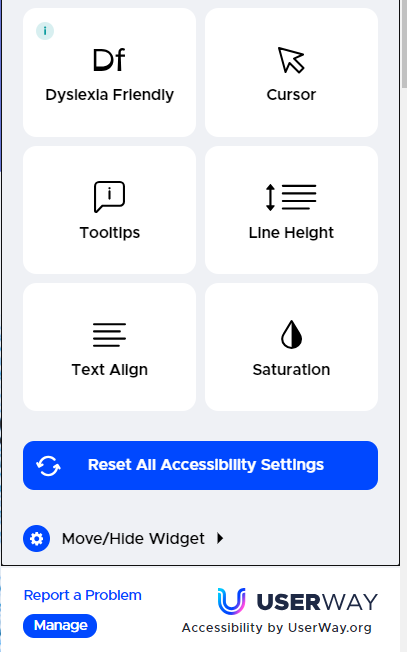 Df
Dyslexia Friendly
Cursor
i
Tooltips
Line Height
Text Align
Saturation
Reset All Accessibility Settings
Move/Hide Widget
Report a Problem
USERWAY
Manage
Accessibility by UserWay.org